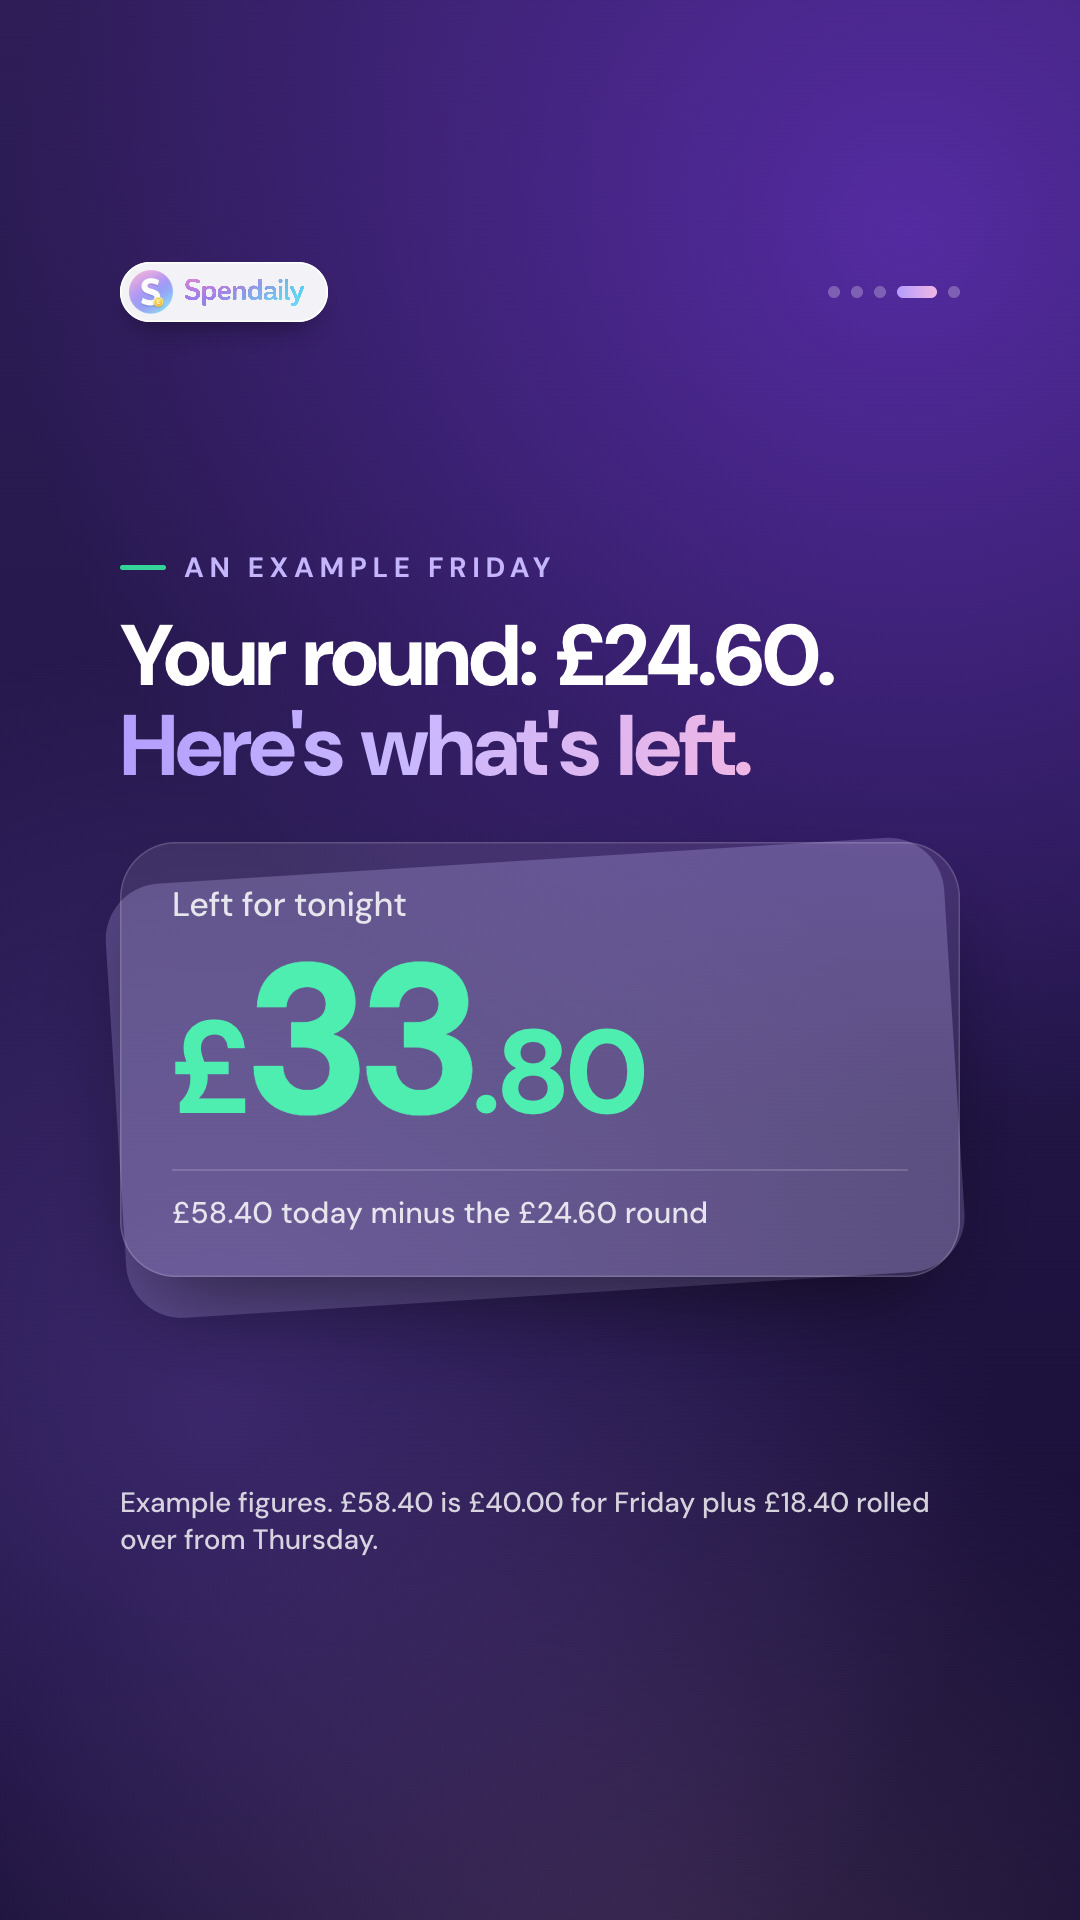 Spendaily
AN EXAMPLE FRIDAY
Your round: £24.60.
Here's what's left.
Left for tonight
£33.80
£58.40 today minus the £24.60 round
Example figures. £58.40 is £40.00 for Friday plus £18.40 rolled
over from Thursday.